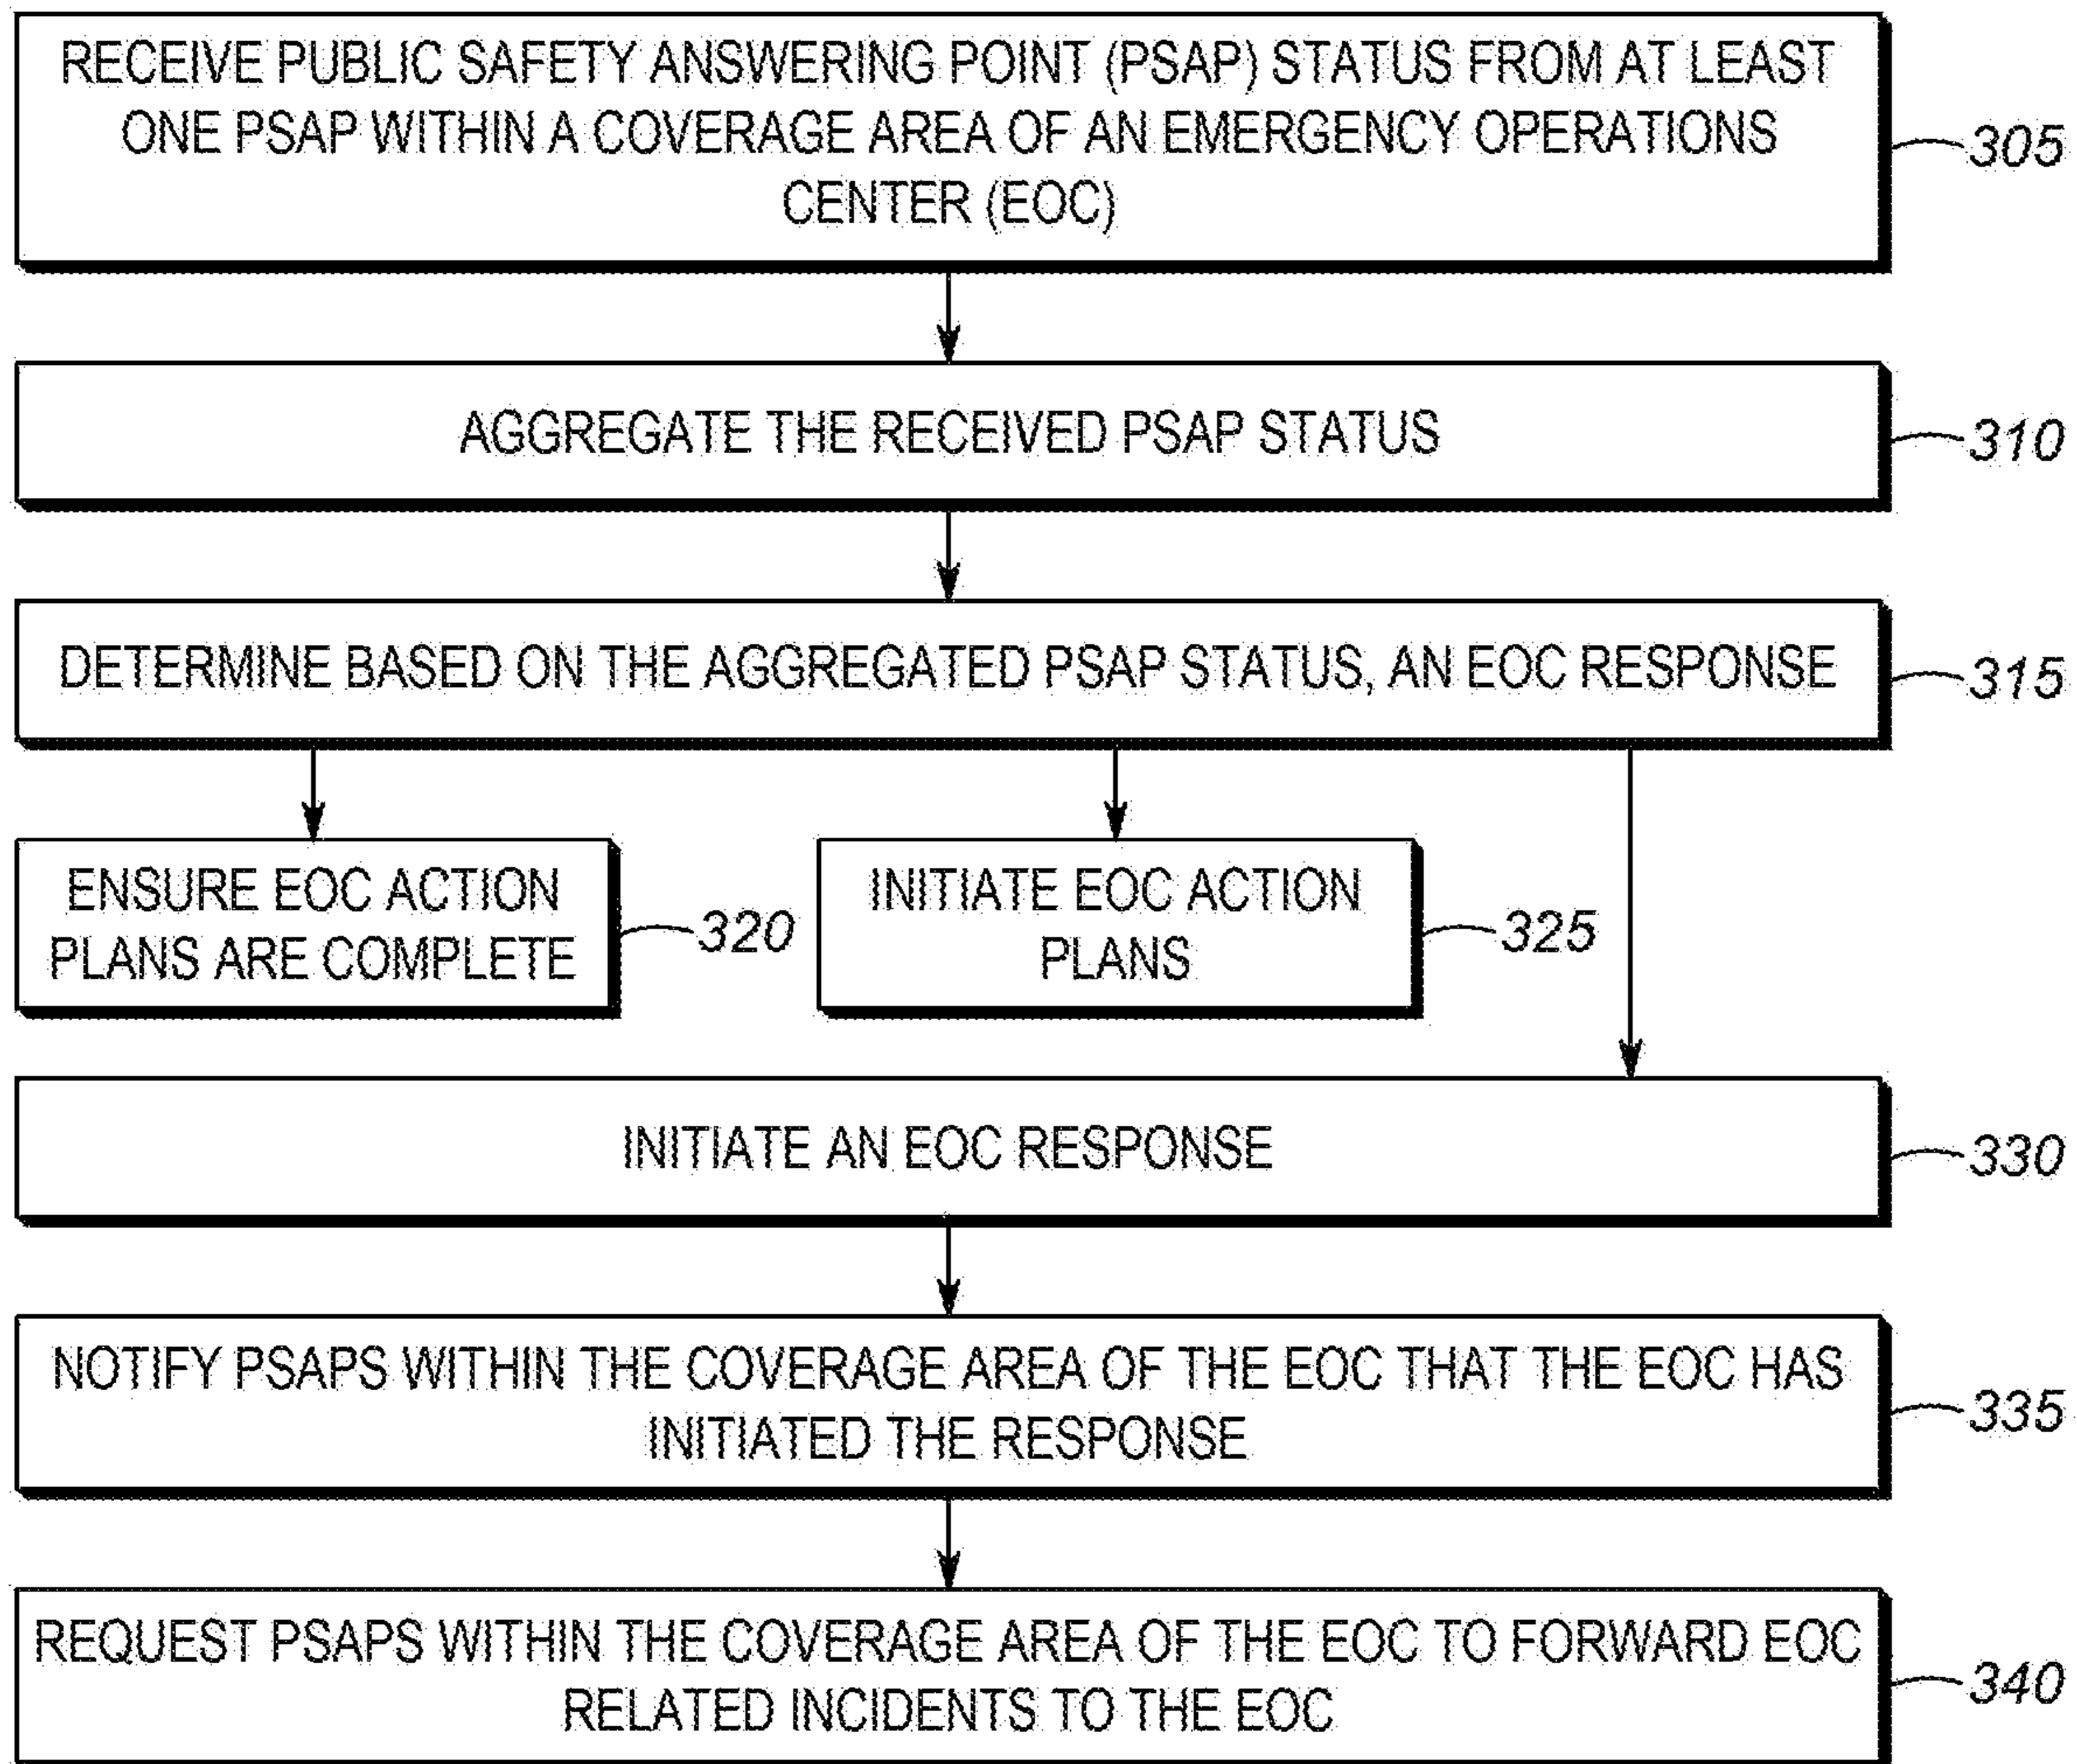 RECEIVE PUBLIC SAFETY ANSWERING POINT (PSAP) STATUS FROM AT LEAST
ONE PSAP WITHIN A COVERAGE AREA OF AN EMERGENCY OPERATIONS
CENTER (EOC)
305
AGGREGATE THE RECEIVED PSAP STATUS
310
DETERMINE BASED ON THE AGGREGATED PSAP STATUS, AN EOC RESPONSE
315
ENSURE EOC ACTION
PLANS ARE COMPLETE
320
INITIATE EOC ACTION
PLANS
325
INITIATE AN EOC RESPONSE
330
NOTIFY PSAPS WITHIN THE COVERAGE AREA OF THE EOC THAT THE EOC HAS
INITIATED THE RESPONSE
335
REQUEST PSAPS WITHIN THE COVERAGE AREA OF THE EOC TO FORWARD EOC
RELATED INCIDENTS TO THE EOC
340